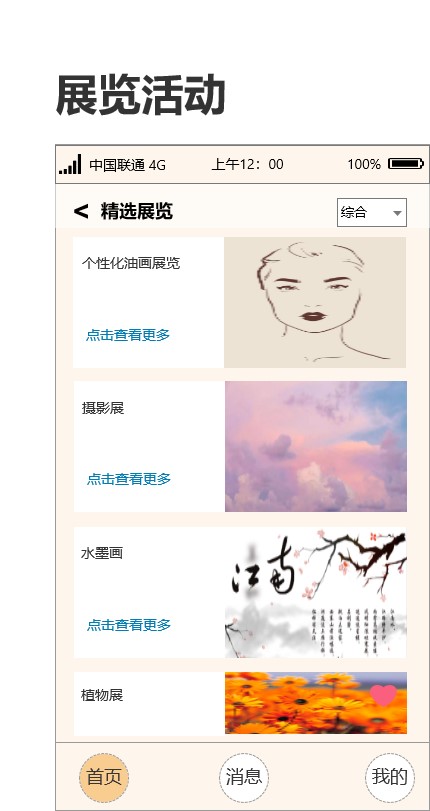 展览活动
中国联通 4G 上午12：00 100%
< 精选展览 综合
个性化油画展览
点击查看更多
摄影展
点击查看更多
水墨画
点击查看更多
江南
植物展
首页 消息 我的